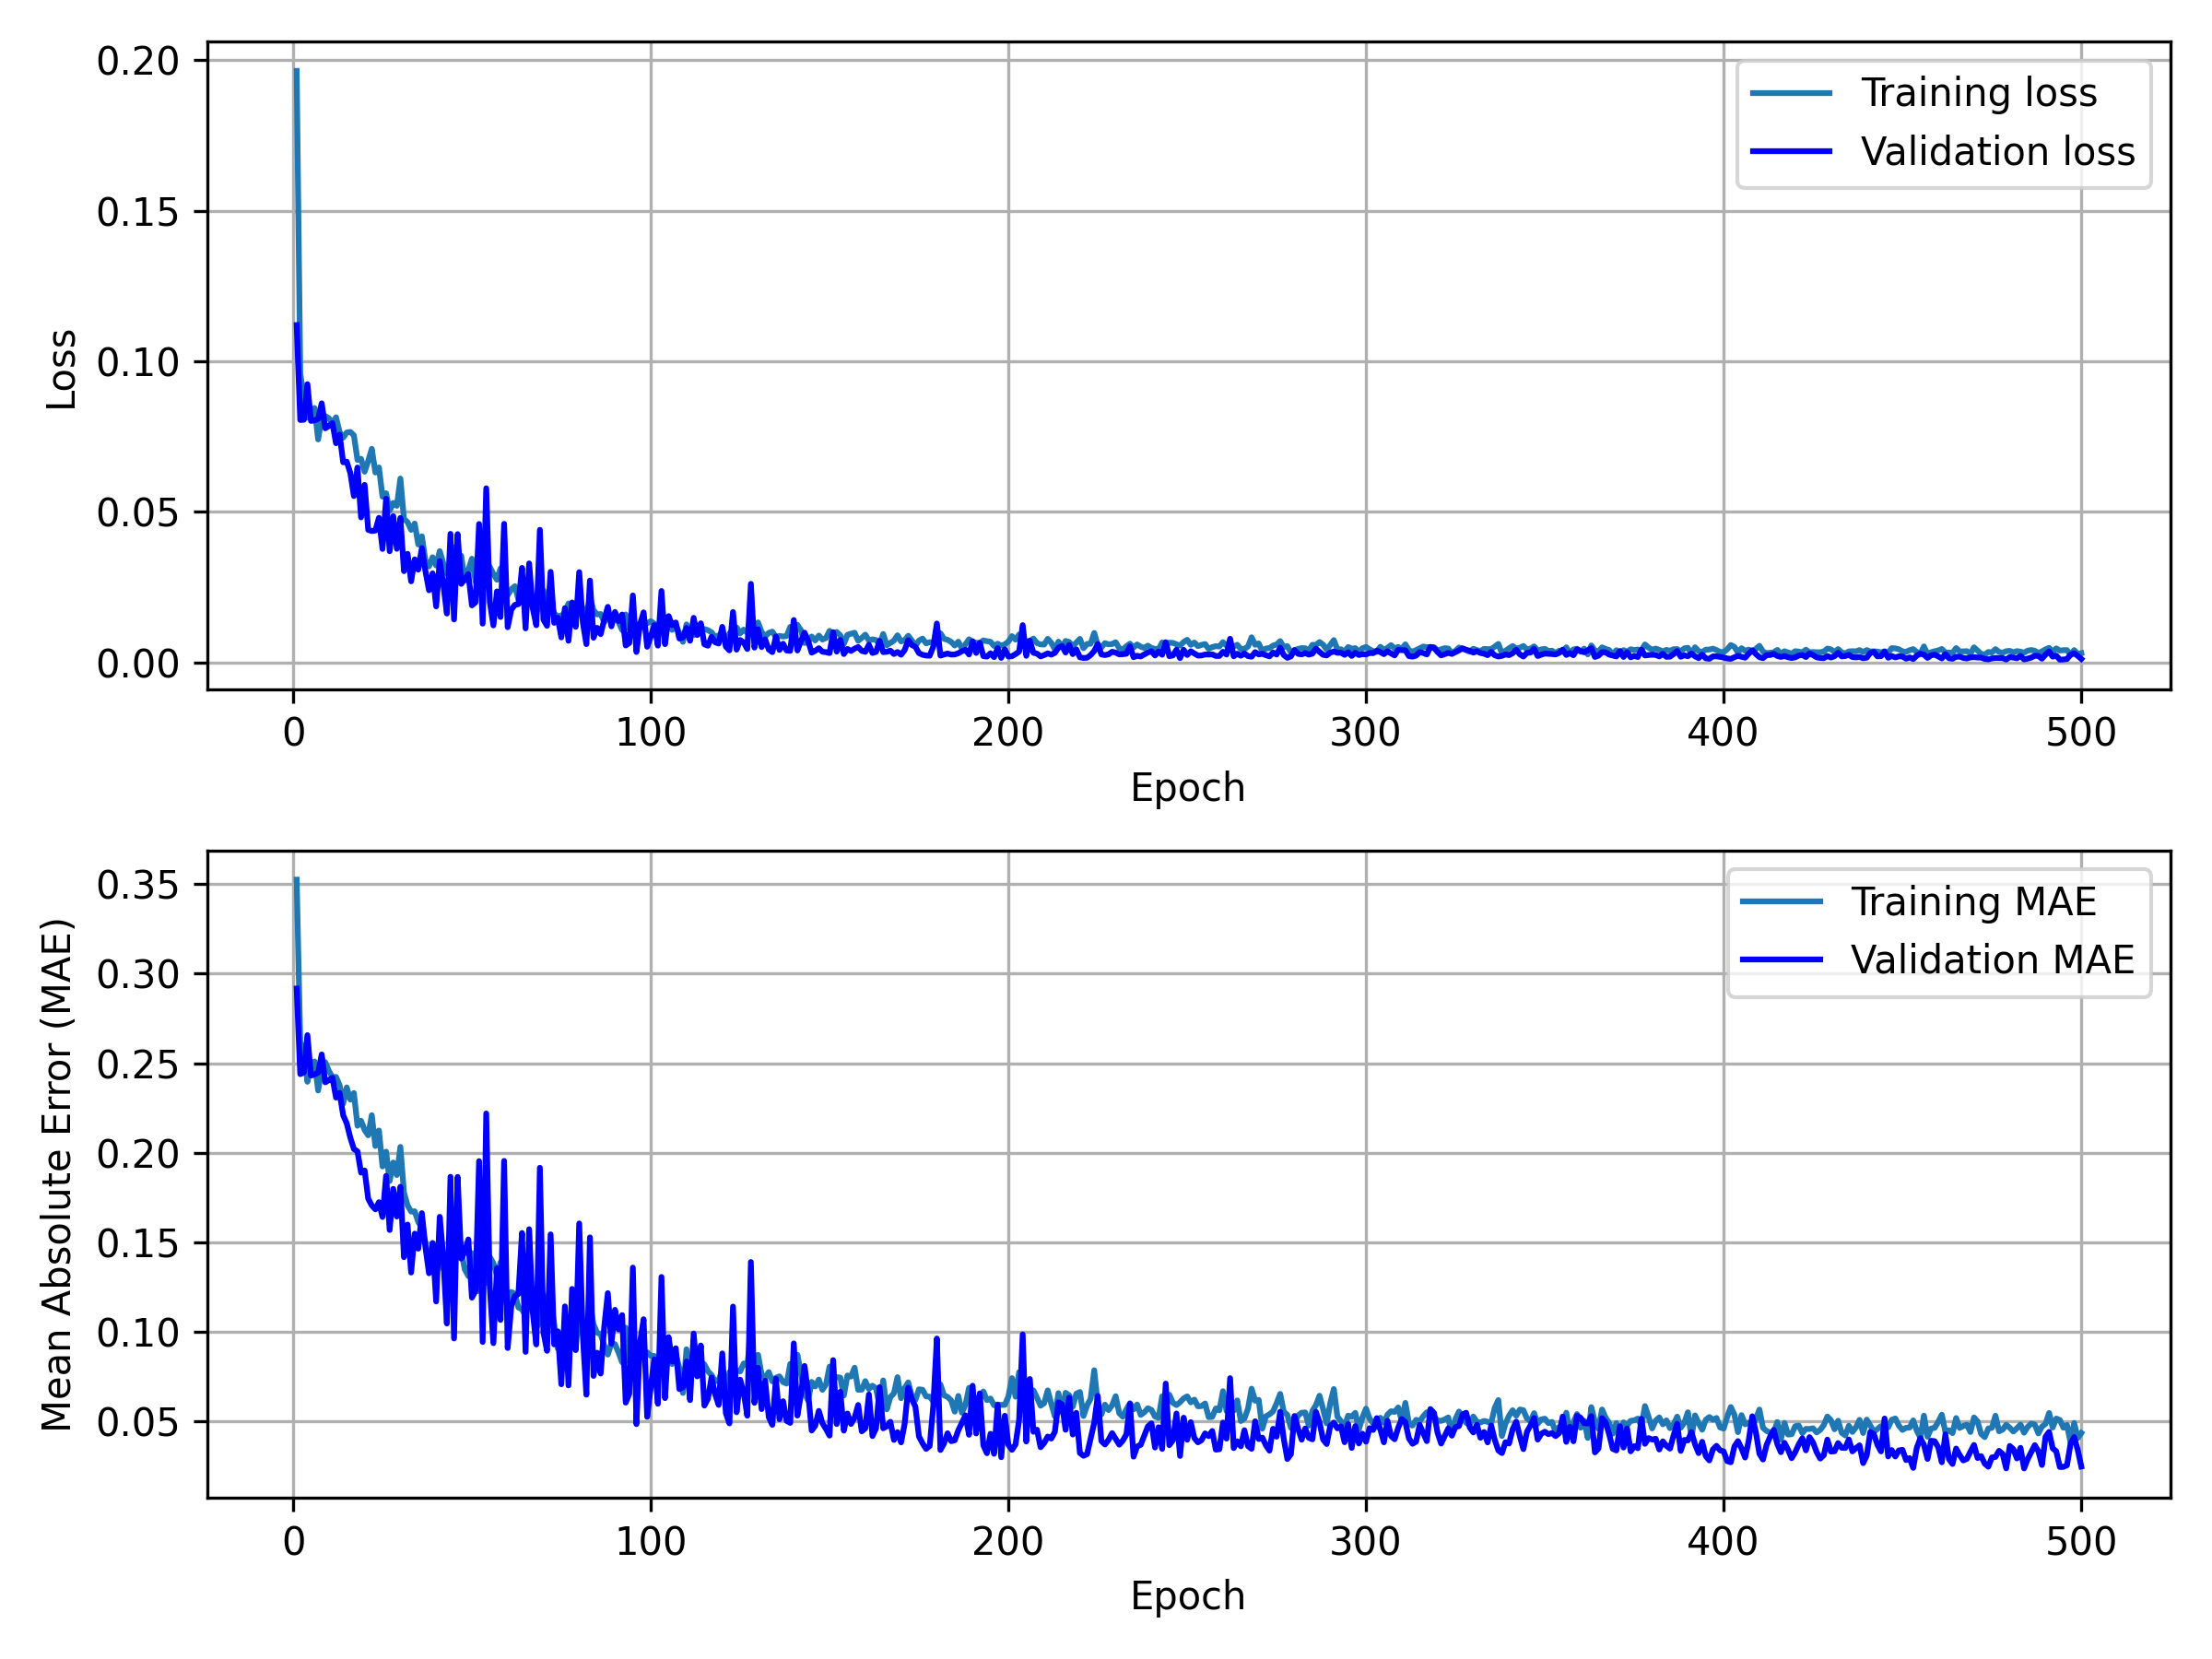 0.20
0.15
0.10
0.05
0.00
Loss
Training loss
Validation loss
0 100 200 300 400 500
Epoch
0.35
0.30
0.25
0.20
0.15
0.10
0.05
Mean Absolute Error (MAE)
Training MAE
Validation MAE
0 100 200 300 400 500
Epoch